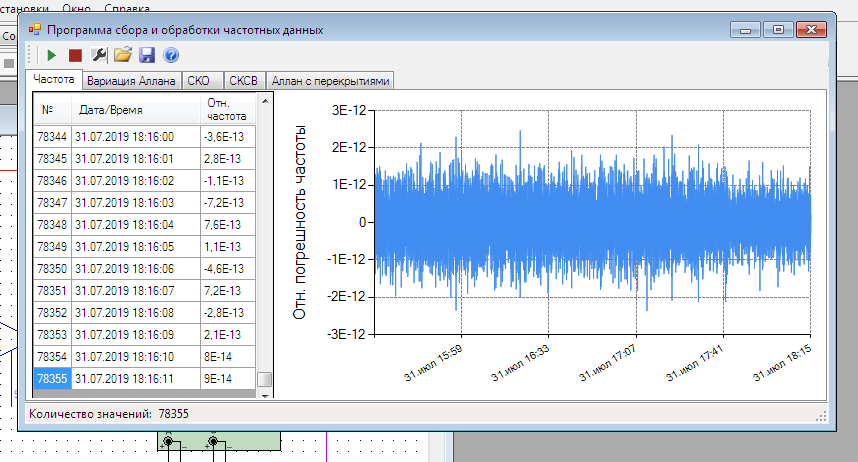 становки Окно Справка
Программа сбора и обработки частотных данных
Со
Частота Вариация Аллана СКО СКСВ Аллан с перекрытиями
№ Дата/Время Отн. частота
78344 31.07.2019 18:16:00 -3,6E-13
78345 31.07.2019 18:16:01 2,8E-13
78346 31.07.2019 18:16:02 -1,1E-13
78347 31.07.2019 18:16:03 -7,2E-13
78348 31.07.2019 18:16:04 7,6E-13
78349 31.07.2019 18:16:05 1,1E-13
78350 31.07.2019 18:16:06 -4,6E-13
78351 31.07.2019 18:16:07 7,2E-13
78352 31.07.2019 18:16:08 -2,8E-13
78353 31.07.2019 18:16:09 2,1E-13
78354 31.07.2019 18:16:10 8E-14
78355 31.07.2019 18:16:11 9E-14
Отн. погрешность частоты
3E-12
2E-12
1E-12
0
-1E-12
-2E-12
-3E-12
31.июл 15:59 31.июл 16:33 31.июл 17:07 31.июл 17:41 31.июл 18:15
Количество значений: 78355